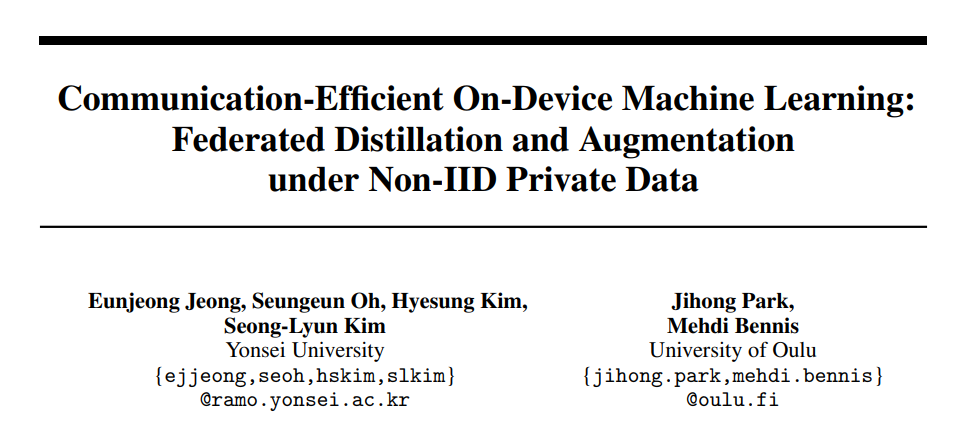 Communication-Efficient On-Device Machine Learning:
Federated Distillation and Augmentation
under Non-IID Private Data
Eunjeong Jeong, Seungeun Oh, Hyesung Kim,
Seong-Lyun Kim
Yonsei University
{ejjeong,seoh,hskim,slkim}
@ramo.yonsei.ac.kr
Jihong Park,
Mehdi Bennis
University of Oulu
{jihong.park,mehdi.bennis}
@oulu.fi